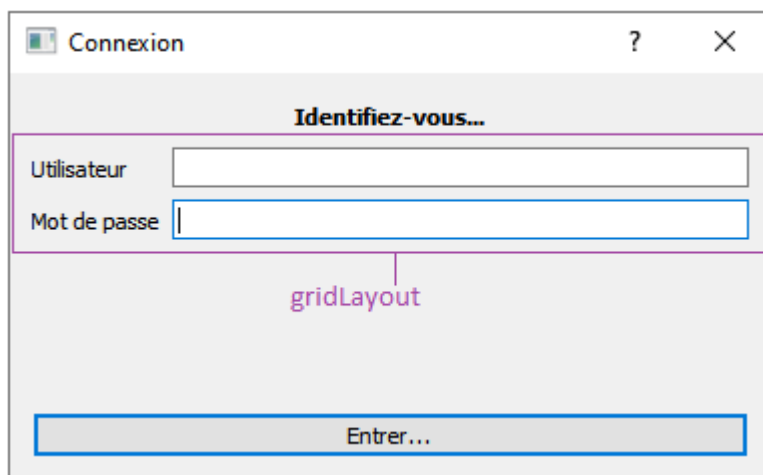 Connexion ?
Identifiez-vous...
Utilisateur
Mot de passe
gridLayout
Entrer...